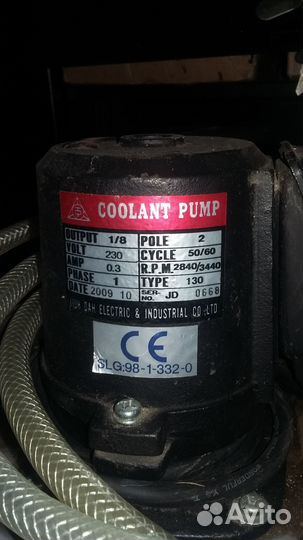 COOLANT PUMP
OUTPUT 1/8 POLE 2
VOLT 230 CYCLE 50/60
AMP 0.3 R.P.M. 2840/3440
PHASE 1 TYPE 130
DATE 2009 10 SER-NO. JD 0668
DAH ELECTRIC & INDUSTRIAL CO.,LTD
CE
SLG:98-1-332-0
Avito